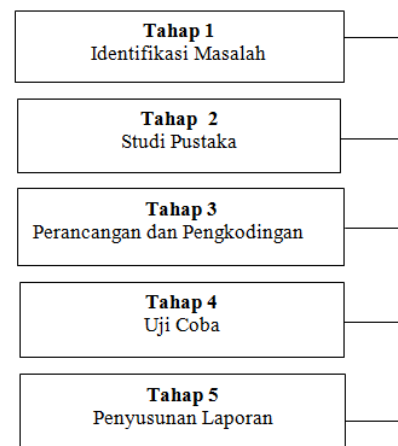 Tahap 1
Identifikasi Masalah
Tahap 2
Studi Pustaka
Tahap 3
Perancangan dan Pengkodingan
Tahap 4
Uji Coba
Tahap 5
Penyusunan Laporan